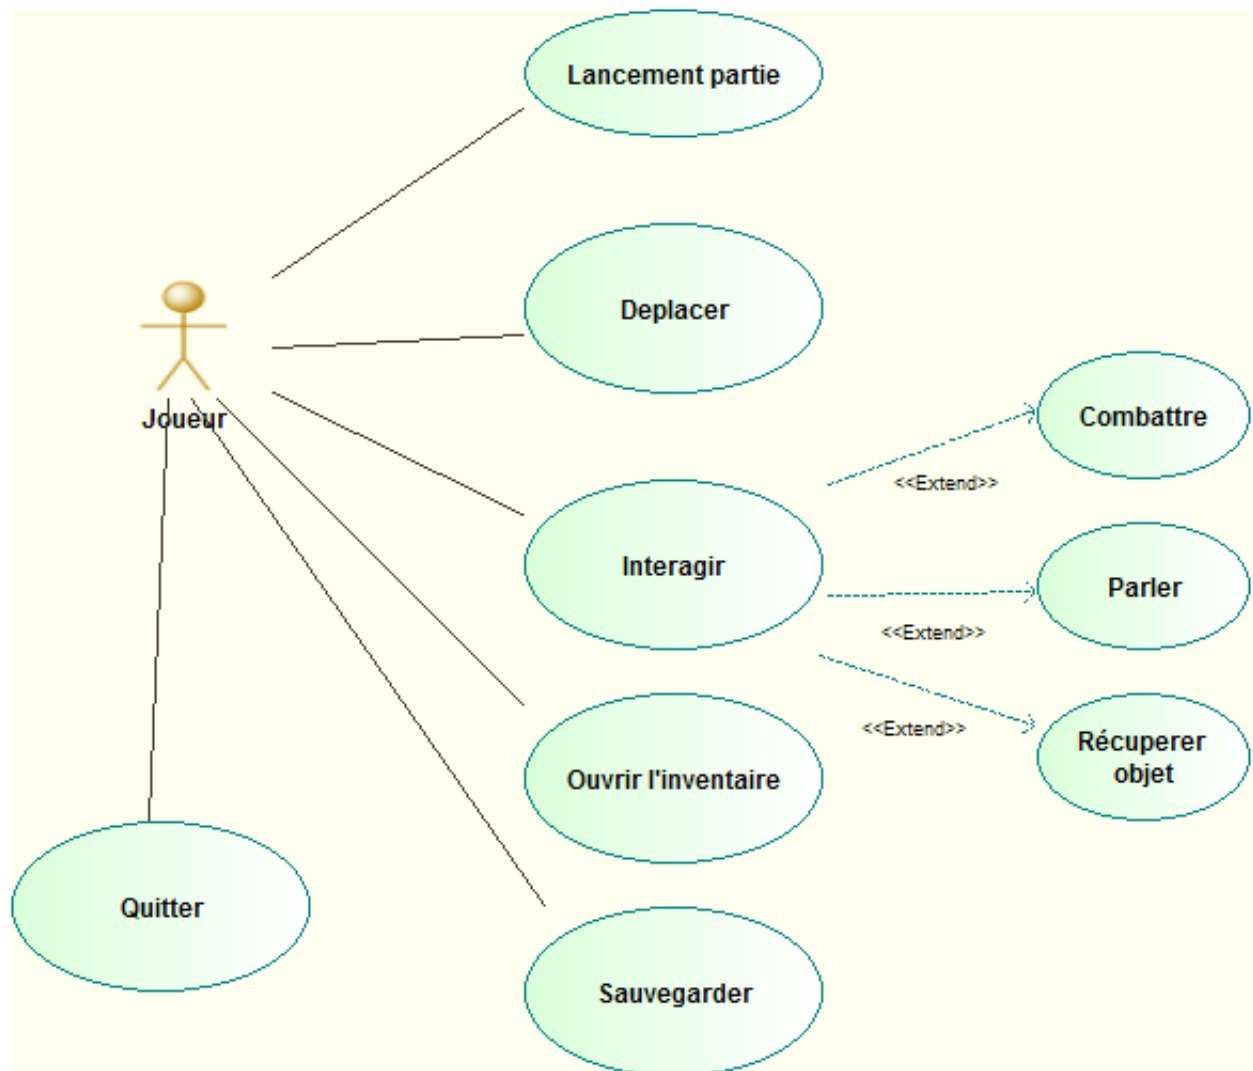 Lancement partie
Deplacer
Joueur
Combattre
<<Extend>>
Interagir
Parler
<<Extend>>
<<Extend>>
Récuperer
objet
Ouvrir l'inventaire
Quitter
Sauvegarder